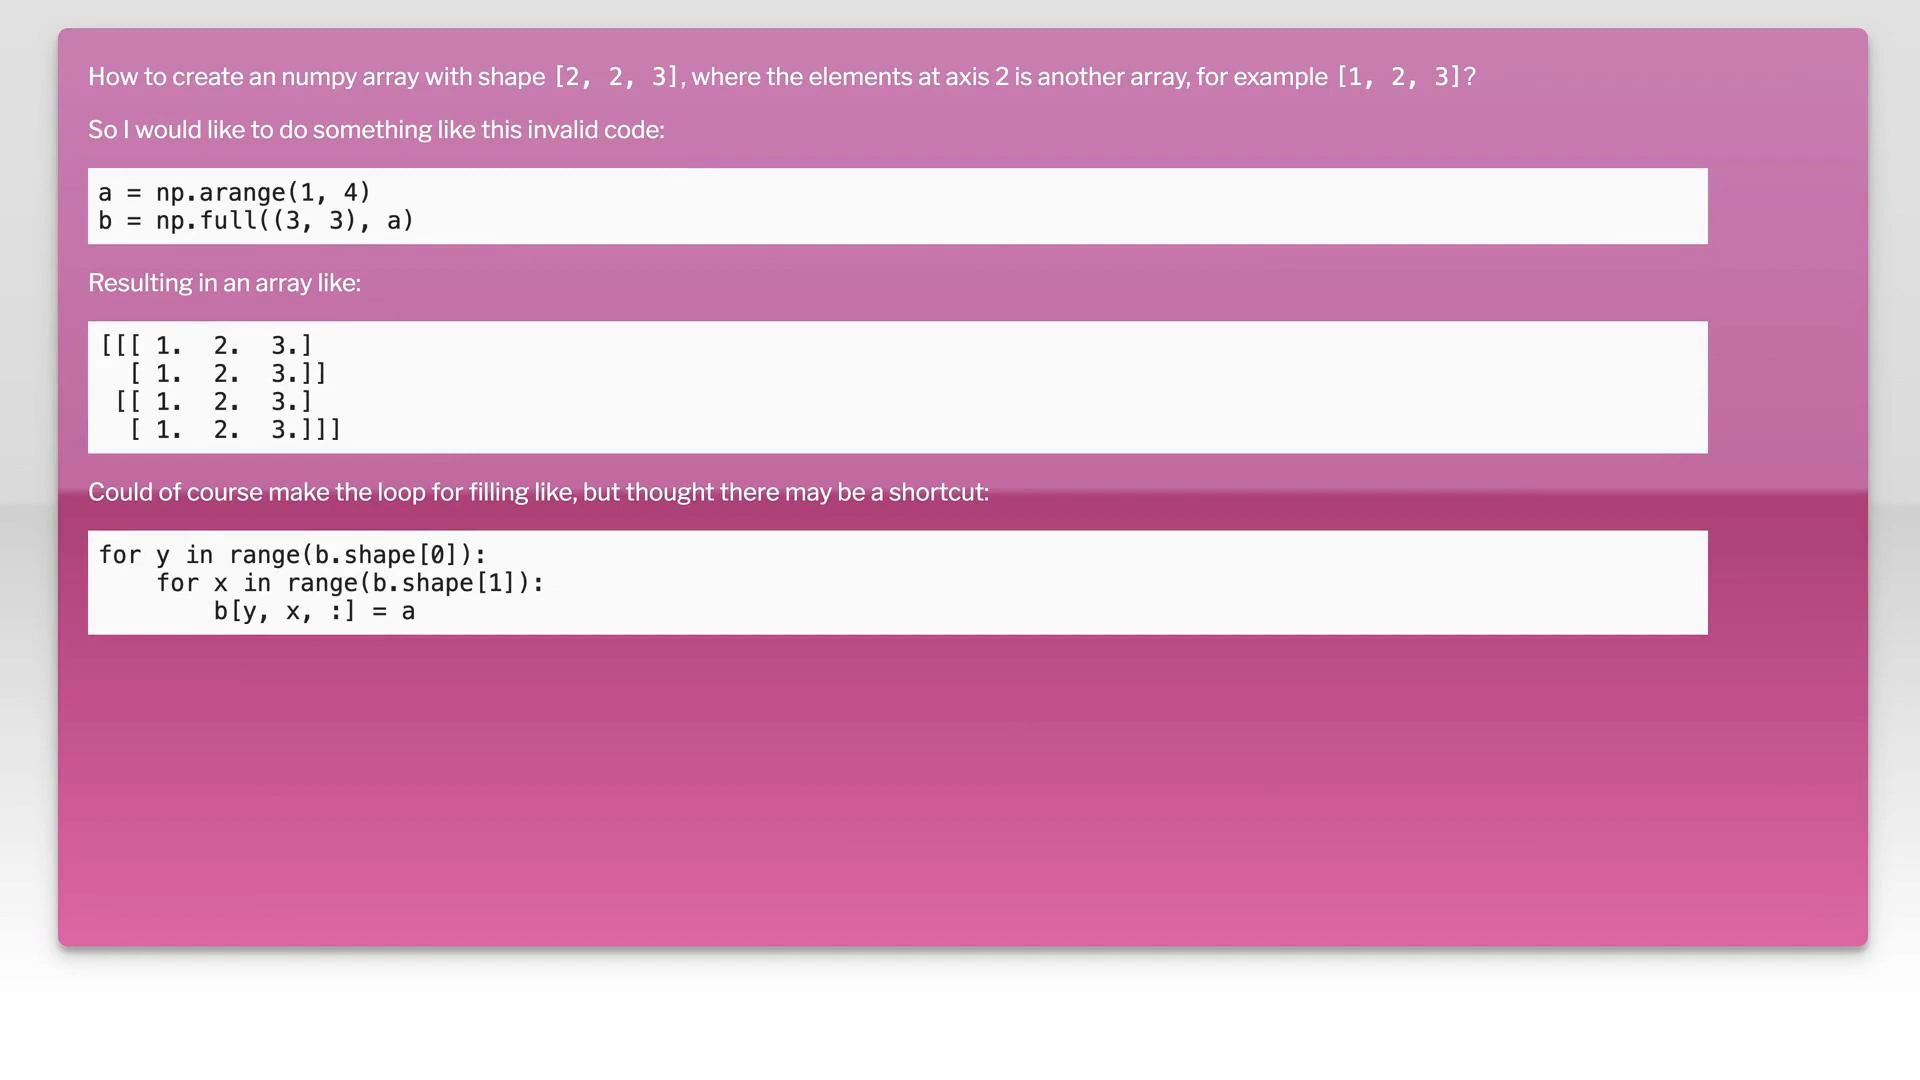 How to create an numpy array with shape [2, 2, 3], where the elements at axis 2 is another array, for example [1, 2, 3]?
So I would like to do something like this invalid code:
a = np.arange(1, 4)
b = np.full((3, 3), a)
Resulting in an array like:
[[[ 1.  2.  3.]
  [ 1.  2.  3.]]
 [[ 1.  2.  3.]
  [ 1.  2.  3.]]]
Could of course make the loop for filling like, but thought there may be a shortcut:
for y in range(b.shape[0]):
    for x in range(b.shape[1]):
        b[y, x, :] = a